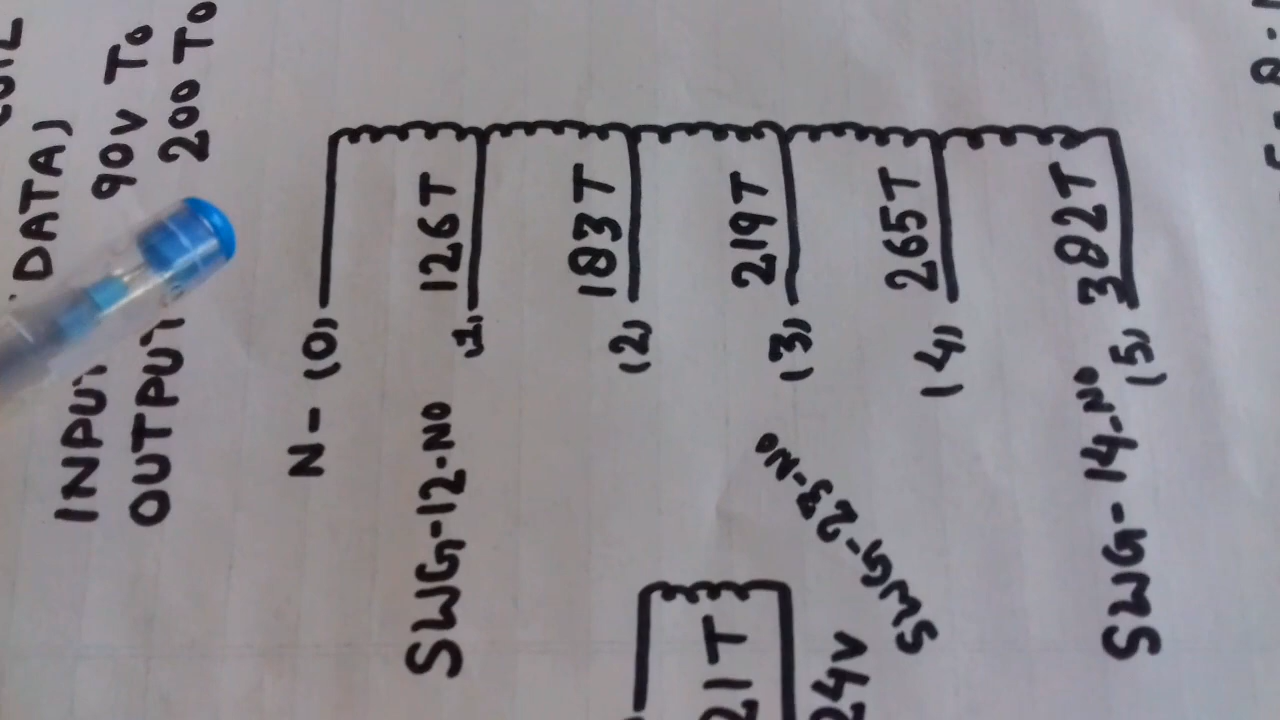 DATA)
INPUT 90V TO
OUTPUT 200 TO
N-(0)
126T
SWG-12-NO (1)
183T
(2)
219T
(3)
265T
(4)
382T
SWG-14-NO (5)
SWG-23-NO
21T
24V